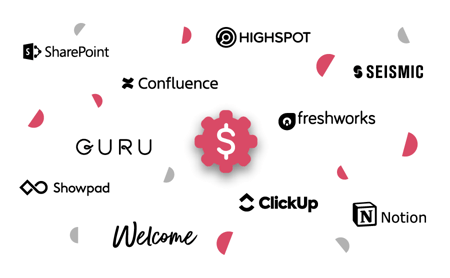 HIGHSPOT
SharePoint
SEISMIC
Confluence
freshworks
GURU
$
Showpad
ClickUp
N Notion
Welcome